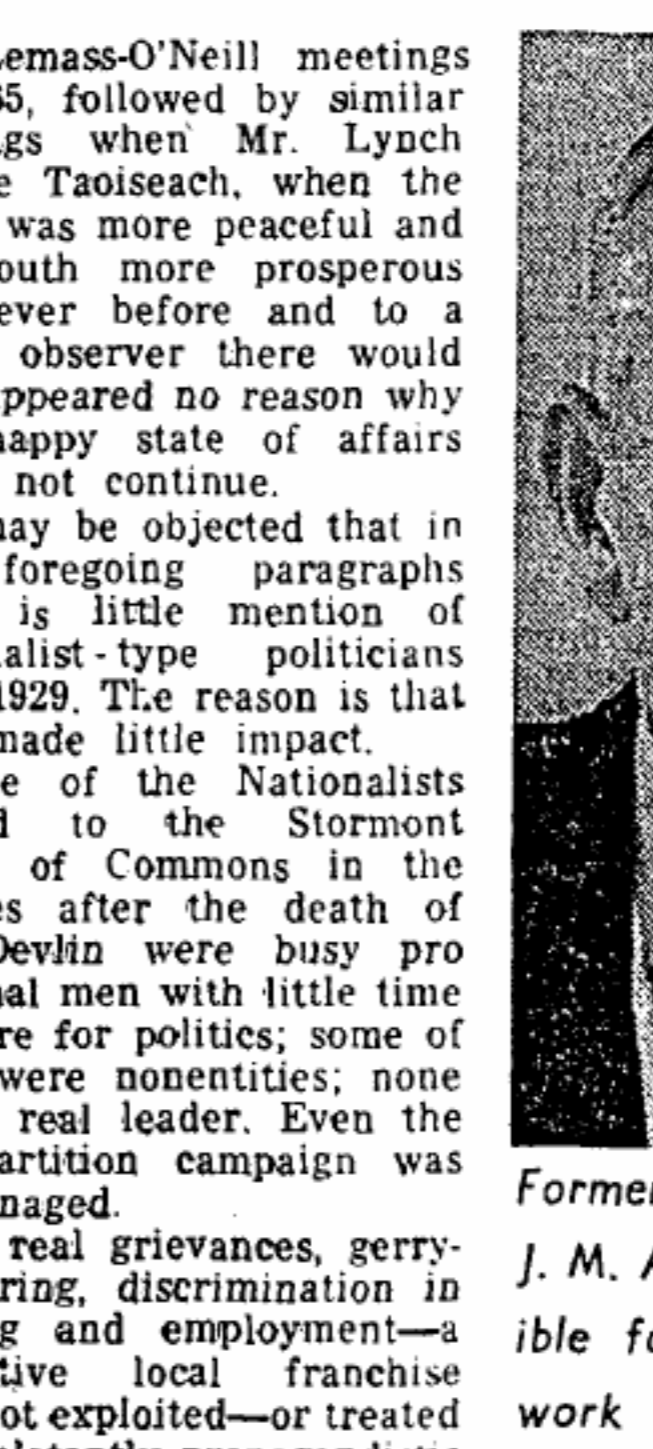 Lemass-O'Neill meetings
65, followed by similar
gs when Mr. Lynch
e Taoiseach, when the
was more peaceful and
outh more prosperous
ever before and to a
observer there would
appeared no reason why
happy state of affairs
not continue.
may be objected that in
foregoing paragraphs
is little mention of
alist-type politicians
1929. The reason is that
made little impact.
e of the Nationalists
d to the Stormont
of Commons in the
es after the death of
Devlin were busy pro
nal men with little time
re for politics; some of
were nonentities; none
real leader. Even the
artition campaign was
naged.
real grievances, gerry-
ring, discrimination in
g and employment—a
tive local franchise
ot exploited—or treated
Former
J. M. A
ible fo
work